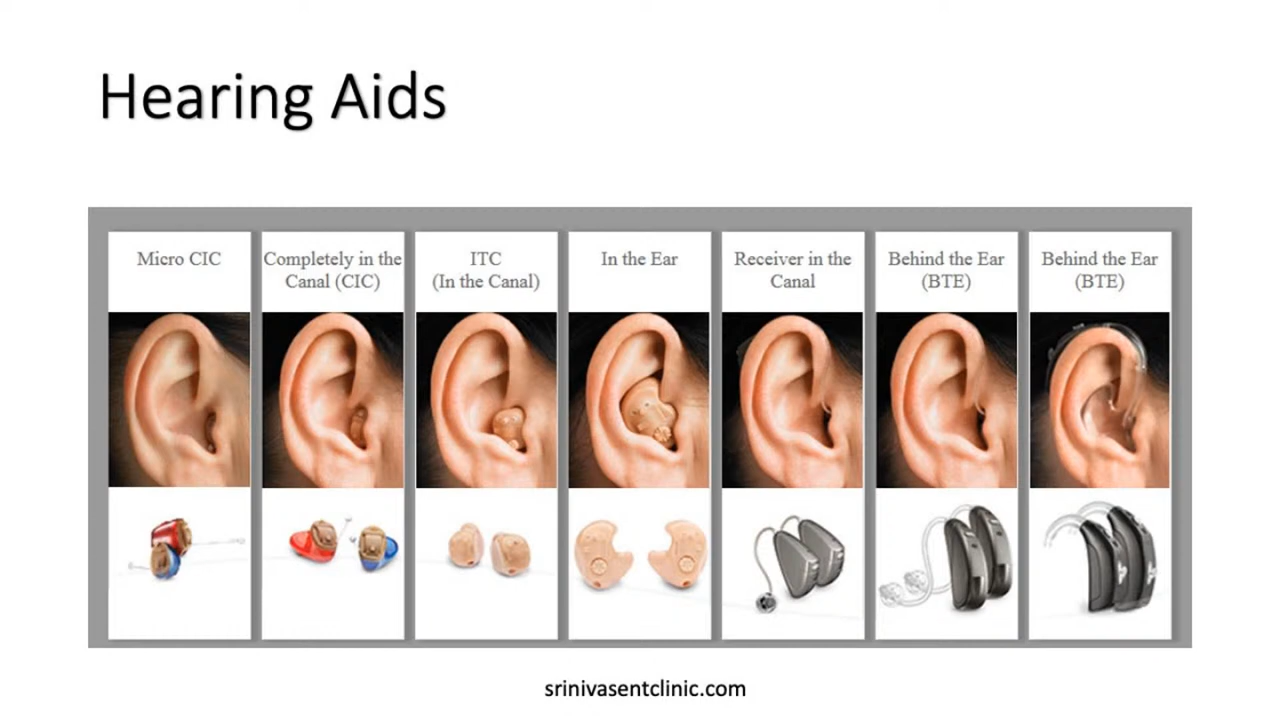 Hearing Aids
Micro CIC
Completely in the
Canal (CIC)
ITC
(In the Canal)
In the Ear
Receiver in the
Canal
Behind the Ear
(BTE)
Behind the Ear
(BTE)
srinivasentclinic.com